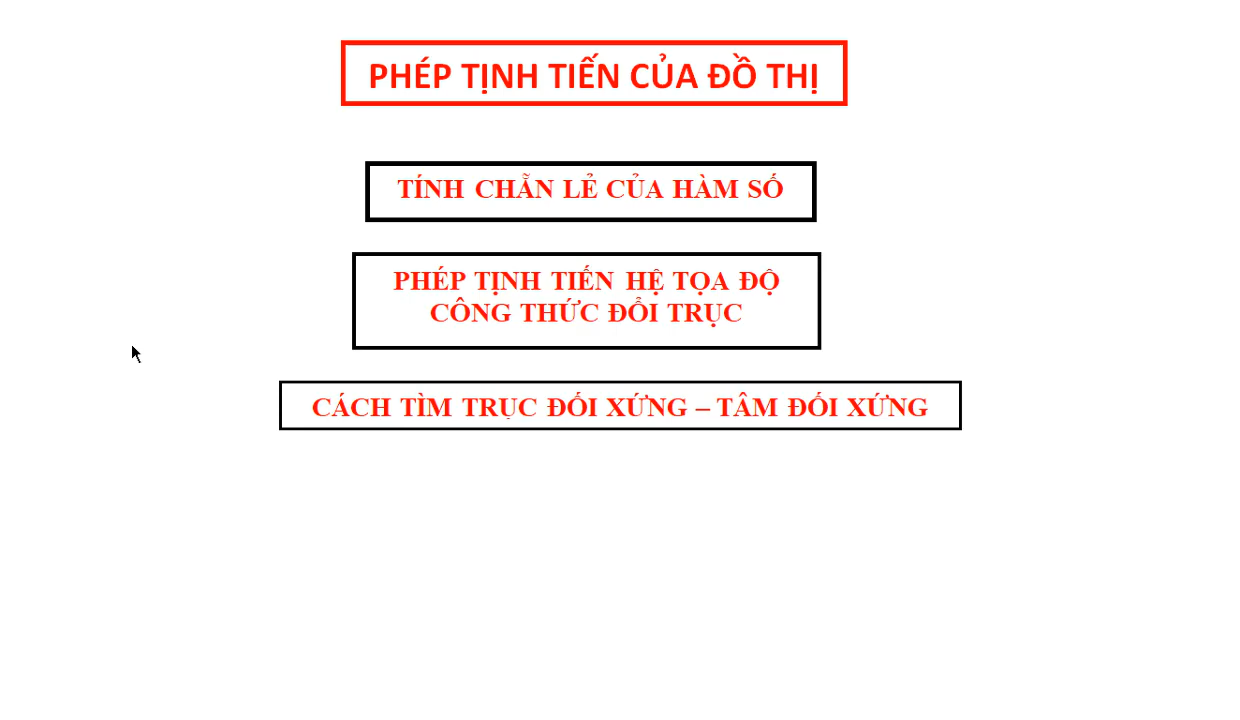 PHÉP TỊNH TIẾN CỦA ĐỒ THỊ
TÍNH CHẴN LẺ CỦA HÀM SỐ
PHÉP TỊNH TIẾN HỆ TỌA ĐỘ
CÔNG THỨC ĐỔI TRỤC
CÁCH TÌM TRỤC ĐỐI XỨNG – TÂM ĐỐI XỨNG